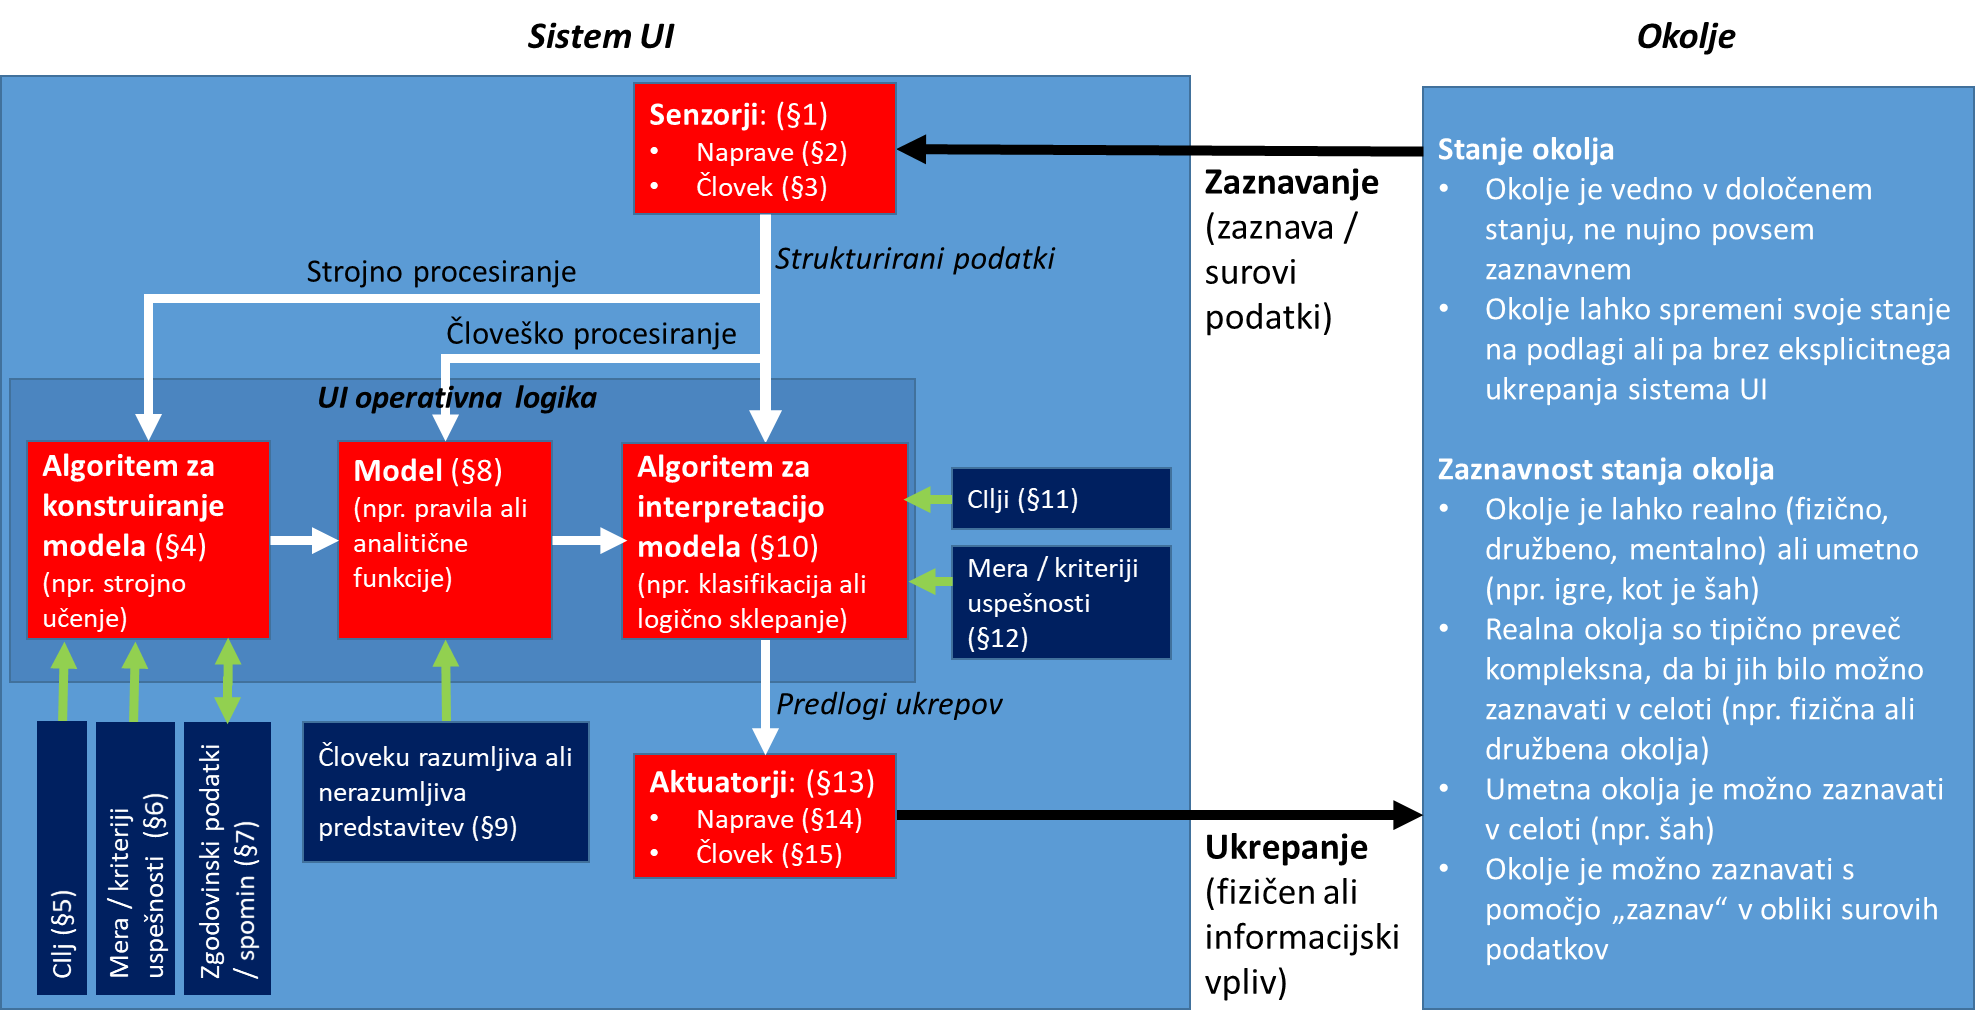 Sistem UI
Okolje
Senzorji: (§1)
• Naprave (§2)
• Človek (§3)
Zaznavanje
(zaznava /
surovi
podatki)
Strukturirani podatki
Strojno procesiranje
Človeško procesiranje
UI operativna logika
Algoritem za
konstruiranje
modela (§4)
(npr. strojno
učenje)
Model (§8)
(npr. pravila ali
analitične
funkcije)
Algoritem za
interpretacijo
modela (§10)
(npr. klasifikacija ali
logično sklepanje)
CIlji (§11)
Mera / kriteriji
uspešnosti
(§12)
CIlj (§5)
Mera / kriteriji
uspešnosti (§6)
Zgodovinski podatki
/ spomin (§7)
Človeku razumljiva ali
nerazumljiva
predstavitev (§9)
Predlogi ukrepov
Aktuatorji: (§13)
• Naprave (§14)
• Človek (§15)
Ukrepanje
(fizičen ali
informacijski
vpliv)
Stanje okolja
• Okolje je vedno v določenem
stanju, ne nujno povsem
zaznavnem
• Okolje lahko spremeni svoje stanje
na podlagi ali pa brez eksplicitnega
ukrepanja sistema UI
Zaznavnost stanja okolja
• Okolje je lahko realno (fizično,
družbeno, mentalno) ali umetno
(npr. igre, kot je šah)
• Realna okolja so tipično preveč
kompleksna, da bi jih bilo možno
zaznavati v celoti (npr. fizična ali
družbena okolja)
• Umetna okolja je možno zaznavati
v celoti (npr. šah)
• Okolje je možno zaznavati s
pomočjo „zaznav“ v obliki surovih
podatkov